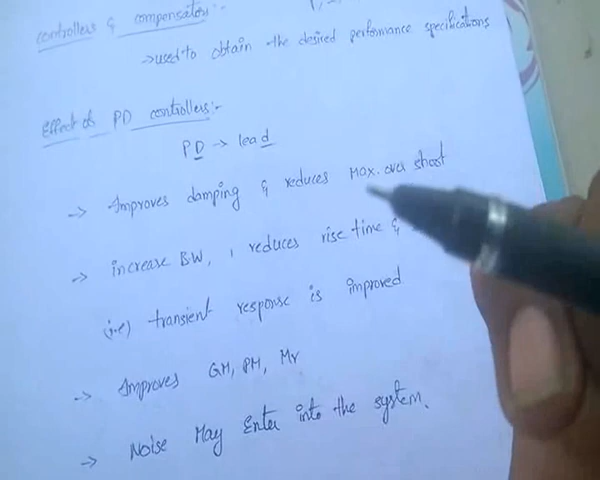 controllers & compensators :-
→ used to obtain the desired performance specifications
Effect of PD controllers:-
PD → lead
→ Improves damping & reduces Max. over shoot
→ increase BW, reduces rise time &
(i.e) transient response is improved
→ Improves GM, PM, Mr
→ Noise May Enter into the system.